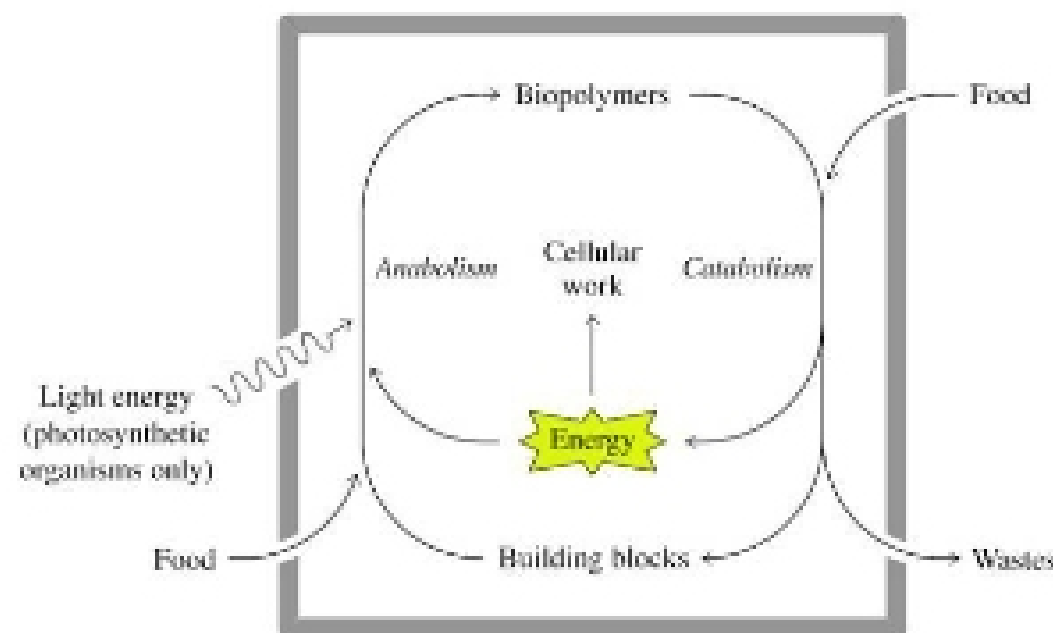 Biopolymers
Food
Anabolism
Cellular
work
Catabolism
Light energy
(photosynthetic
organisms only)
Energy
Food
Building blocks
Wastes